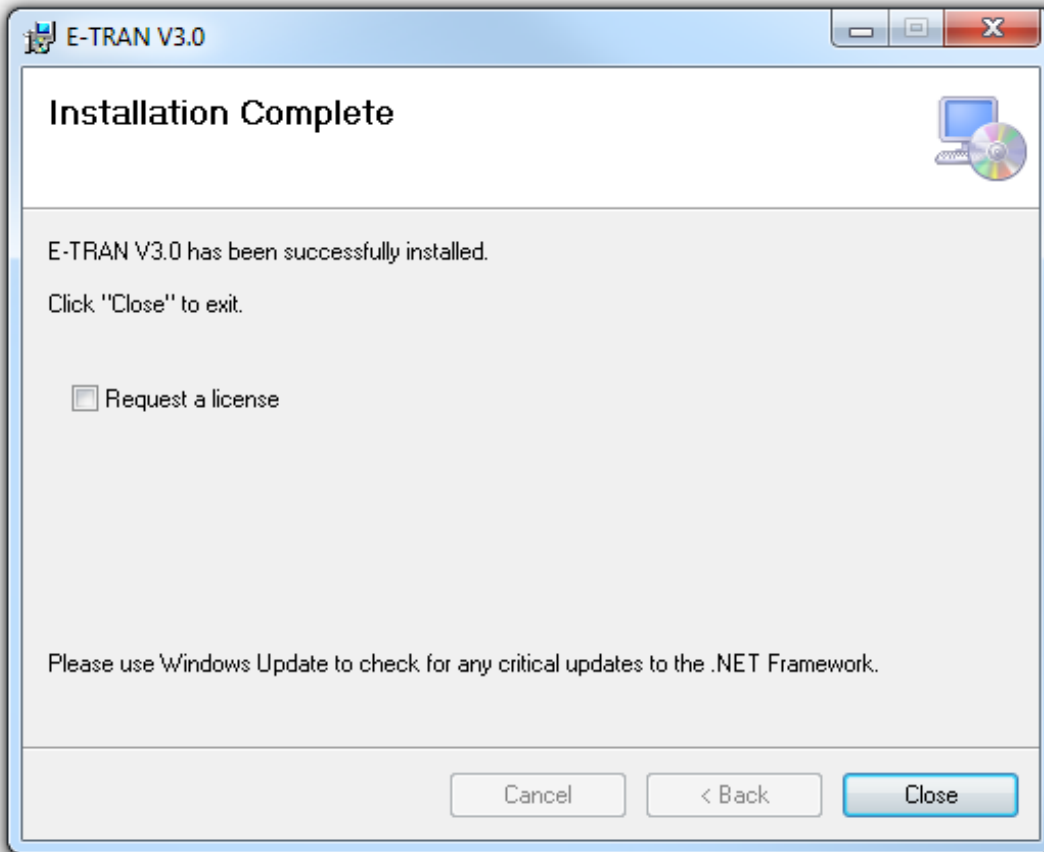 E-TRAN V3.0
Installation Complete
E-TRAN V3.0 has been successfully installed.
Click "Close" to exit.
Request a license
Please use Windows Update to check for any critical updates to the .NET Framework.
Cancel
< Back
Close